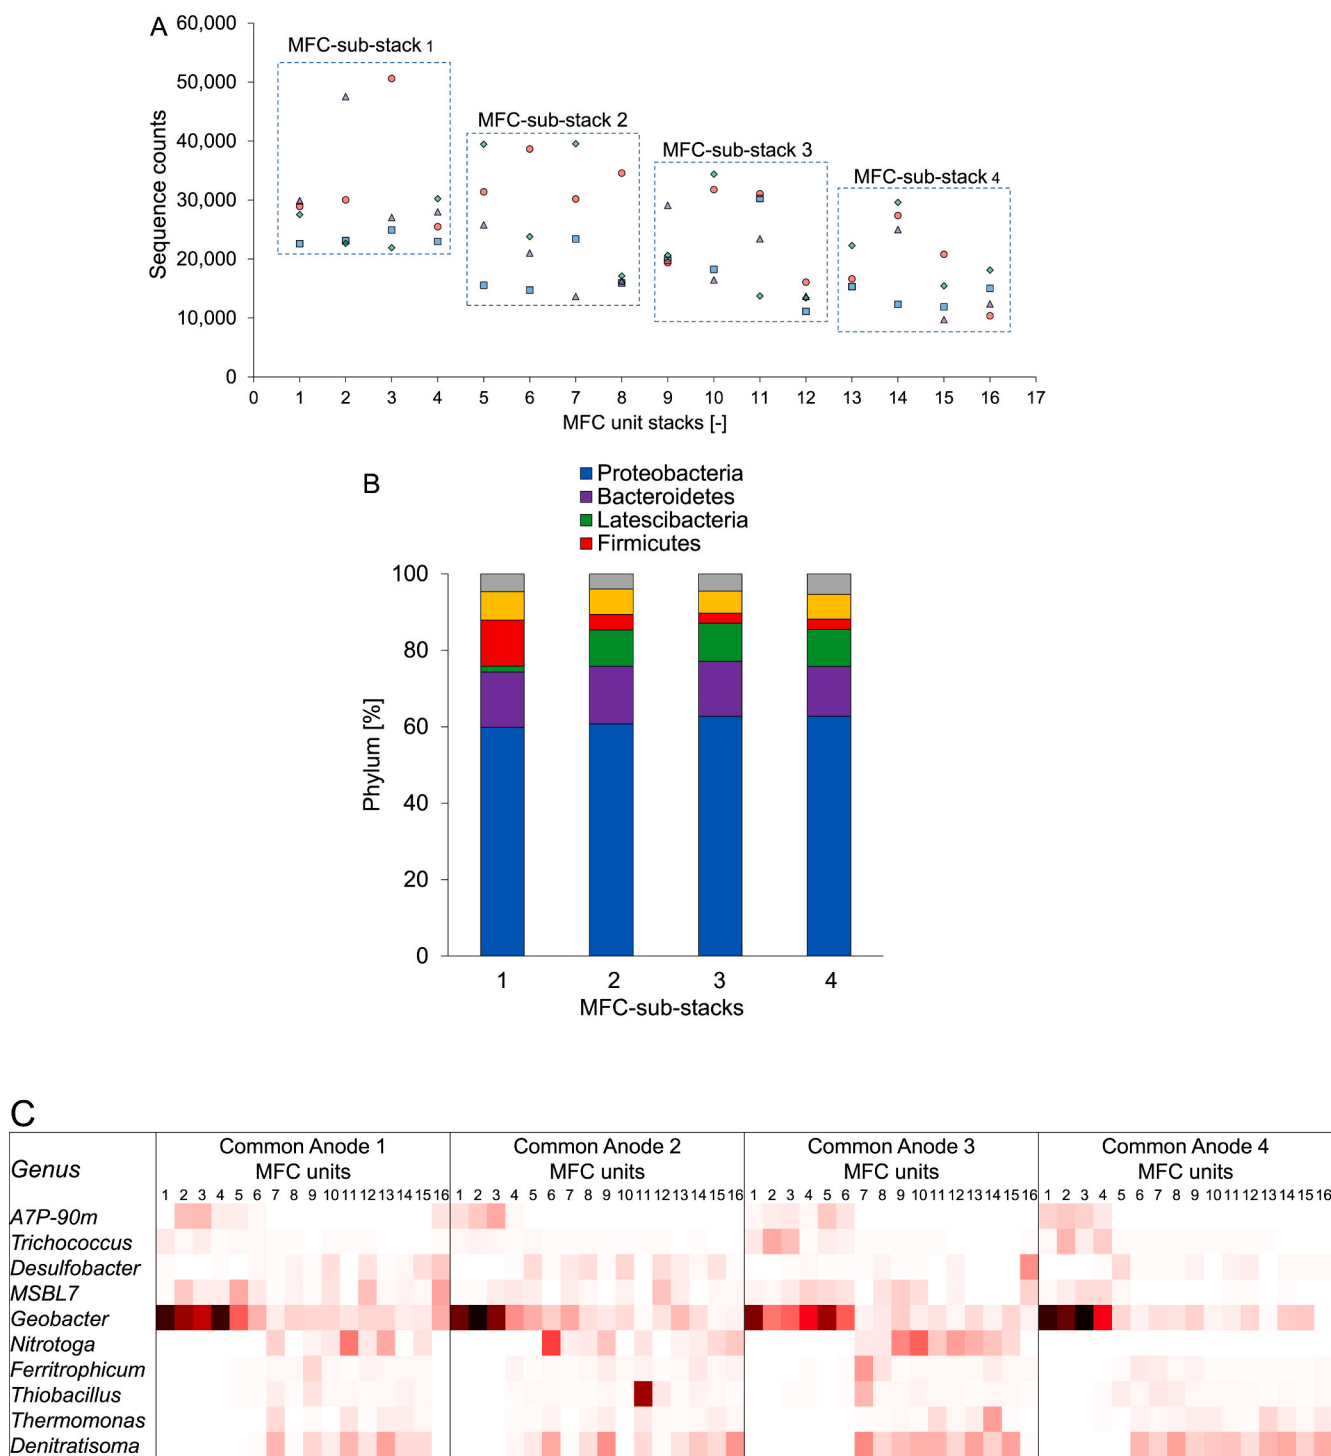 A
60,000
50,000
40,000
30,000
20,000
10,000
0
Sequence counts
MFC-sub-stack 1
MFC-sub-stack 2
MFC-sub-stack 3
MFC-sub-stack 4
0 1 2 3 4 5 6 7 8 9 10 11 12 13 14 15 16 17
MFC unit stacks [-]
B
Proteobacteria
Bacteroidetes
Latescibacteria
Firmicutes
100
80
60
40
20
0
Phylum [%]
1 2 3 4
MFC-sub-stacks
C
Genus
Common Anode 1 Common Anode 2 Common Anode 3 Common Anode 4
MFC units MFC units MFC units MFC units
1 2 3 4 5 6 7 8 9 10 11 12 13 14 15 16 1 2 3 4 5 6 7 8 9 10 11 12 13 14 15 16 1 2 3 4 5 6 7 8 9 10 11 12 13 14 15 16 1 2 3 4 5 6 7 8 9 10 11 12 13 14 15 16
A7P-90m
Trichococcus
Desulfobacter
MSBL7
Geobacter
Nitrotoga
Ferritrophicum
Thiobacillus
Thermomonas
Denitratisoma